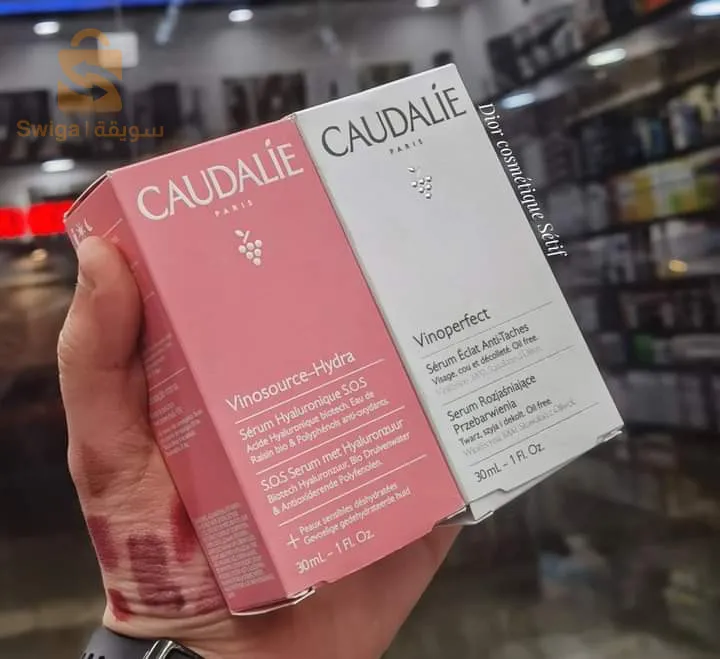 Swiga | سويقة
CAUDALÍE
PARIS
Vinosource-Hydra
Sérum Hyaluronique S.O.S
Acide Hyaluronique biotech, Eau de
Raisin bio & Polyphénols anti-oxydants.
S.O.S Serum met Hyaluronzuur
Biotech Hyaluronzuur, Bio Druivenwater
& Antioxiderende Polyfenolen.
+ Peaux sensibles déshydratées
Gevoelige gedehydrateerde huid
30mL - 1 Fl. Oz.
CAUDALÍE
PARIS
Vinoperfect
Sérum Éclat Anti-Taches
Visage, cou et décolleté. Oil free.
Serum Rozjaśniające
Przebarwienia
Twarz, szyja i dekolt. Oil free.
30mL - 1 Fl. Oz.
Dior cosmétique Sétif